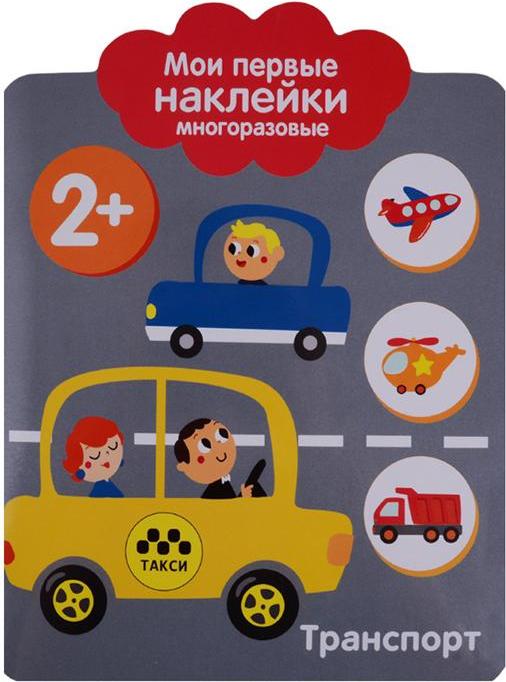 Мои первые
наклейки
многоразовые
2+
ТАКСИ
Транспорт